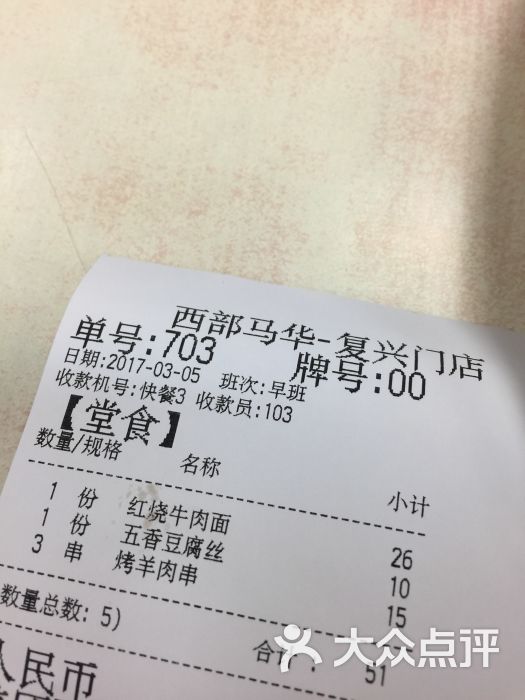 西部马华-复兴门店
单号:703 牌号:00
日期:2017-03-05 班次:早班
收款机号:快餐3 收款员:103
【堂食】
数量/规格 名称 小计
1 份 红烧牛肉面 26
1 份 五香豆腐丝 10
3 串 烤羊肉串 15
数量总数: 5) 合计: 51
人民币
大众点评